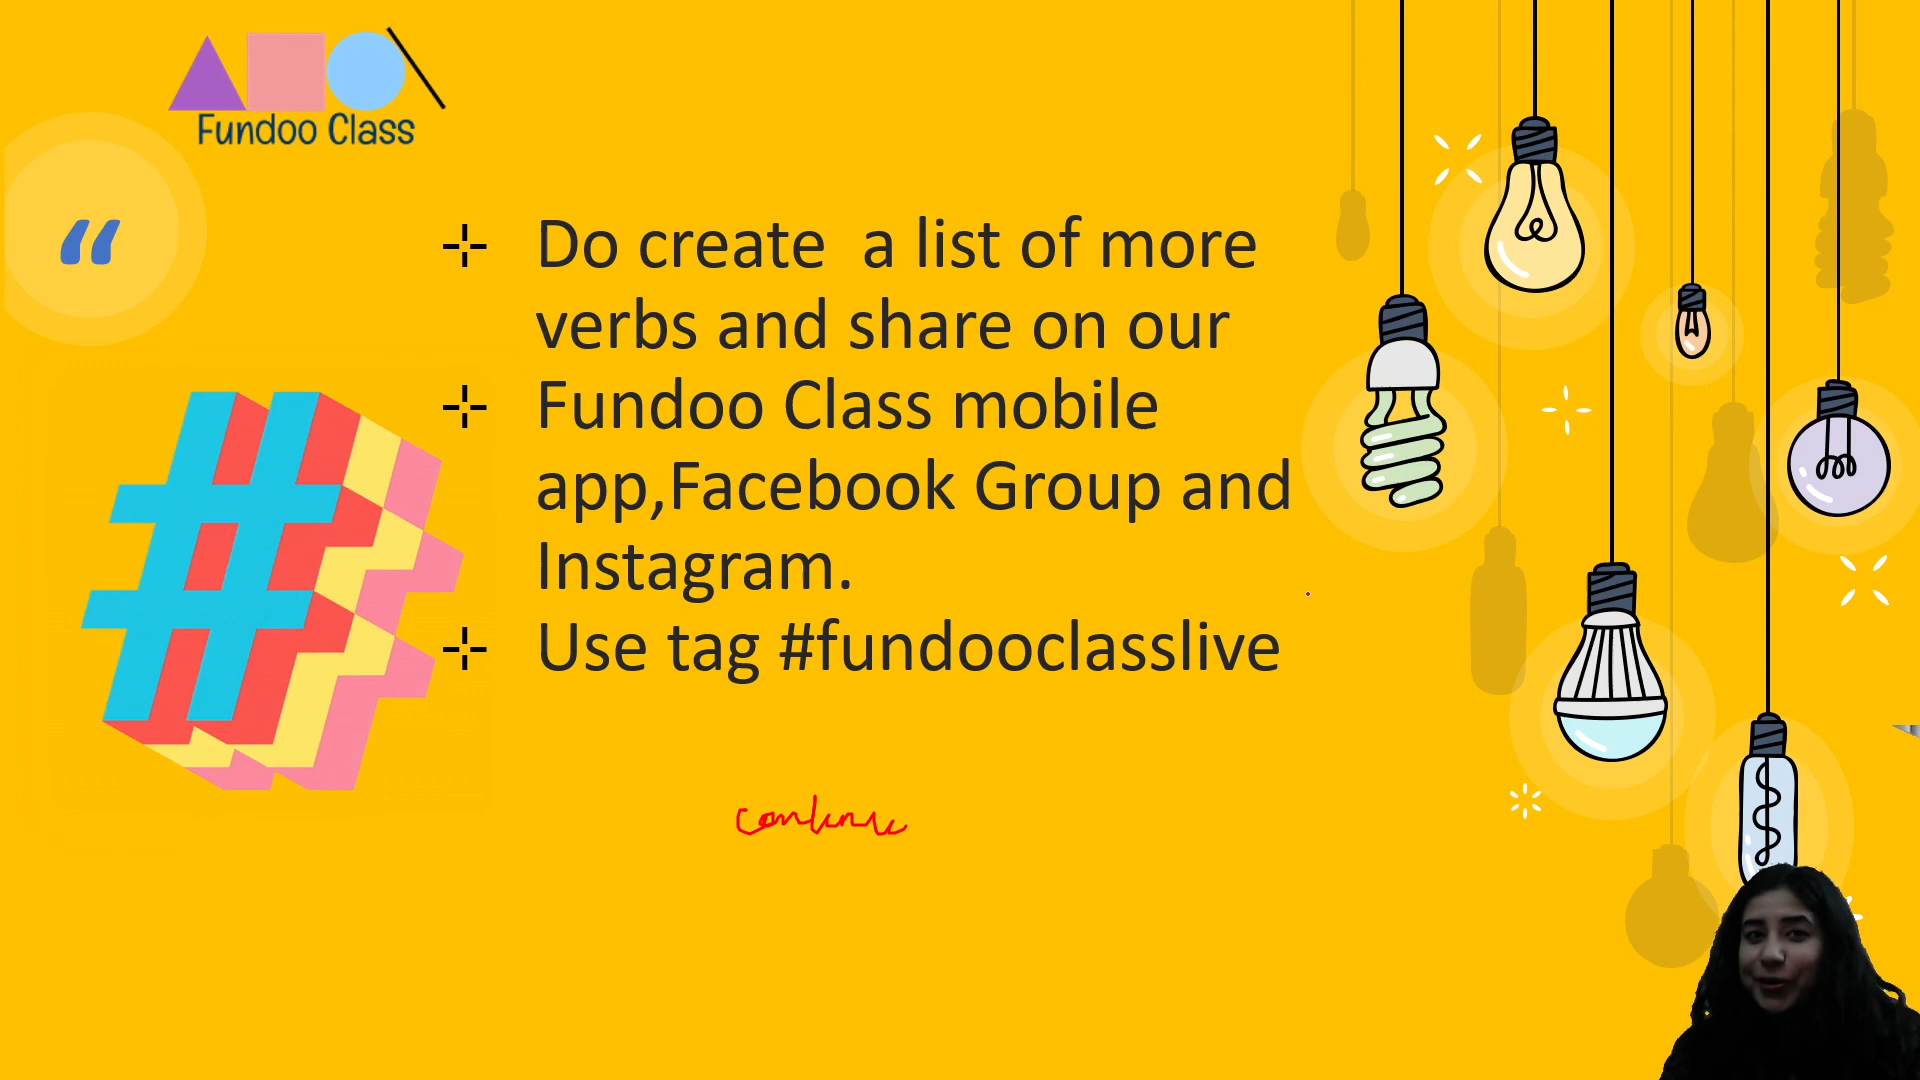 Fundoo Class
“
Do create  a list of more
verbs and share on our
Fundoo Class mobile
app,Facebook Group and
Instagram.
Use tag #fundooclasslive